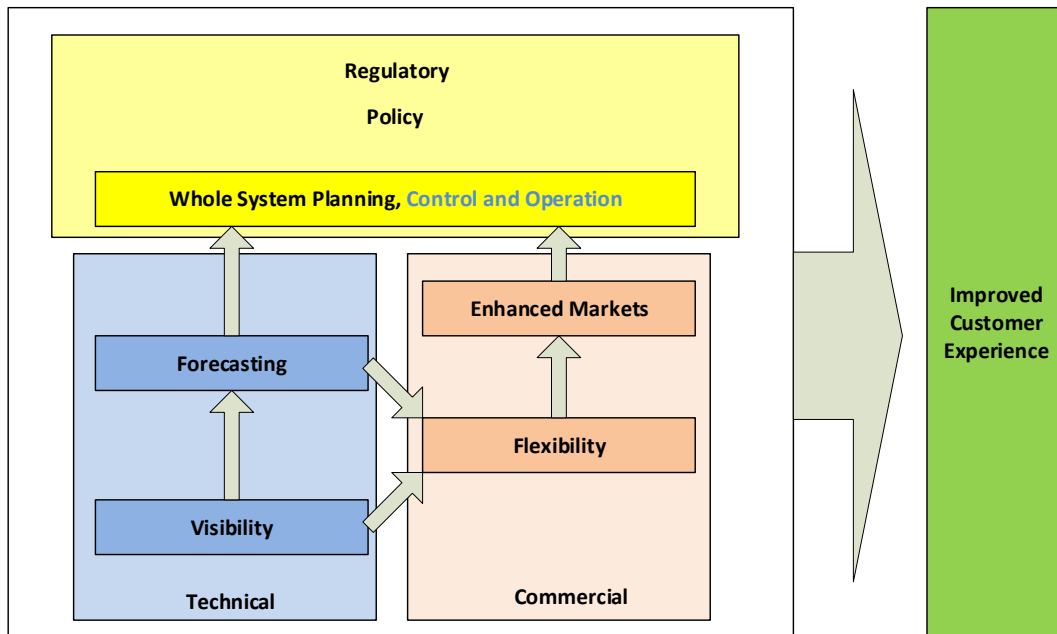 Regulatory
Policy
Whole System Planning, Control and Operation
Enhanced Markets
Forecasting
Flexibility
Visibility
Technical
Commercial
Improved
Customer
Experience